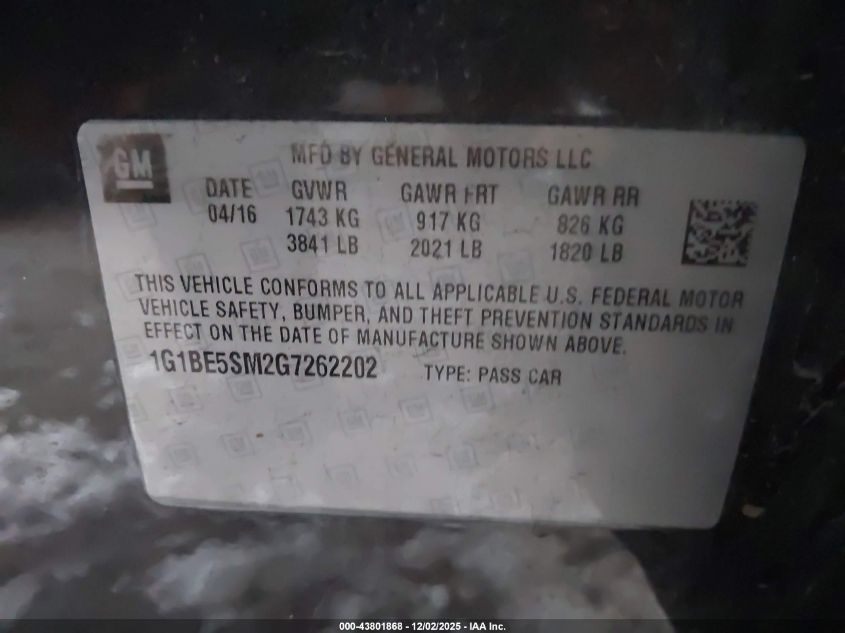 GM
MFD BY GENERAL MOTORS LLC
DATE GVWR GAWR FRT GAWR RR
04/16 1743 KG 917 KG 826 KG
3841 LB 2021 LB 1820 LB
THIS VEHICLE CONFORMS TO ALL APPLICABLE U.S. FEDERAL MOTOR
VEHICLE SAFETY, BUMPER, AND THEFT PREVENTION STANDARDS IN
EFFECT ON THE DATE OF MANUFACTURE SHOWN ABOVE.
1G1BE5SM2G7262202 TYPE: PASS CAR
000-43801868 - 12/02/2025 - IAA Inc.